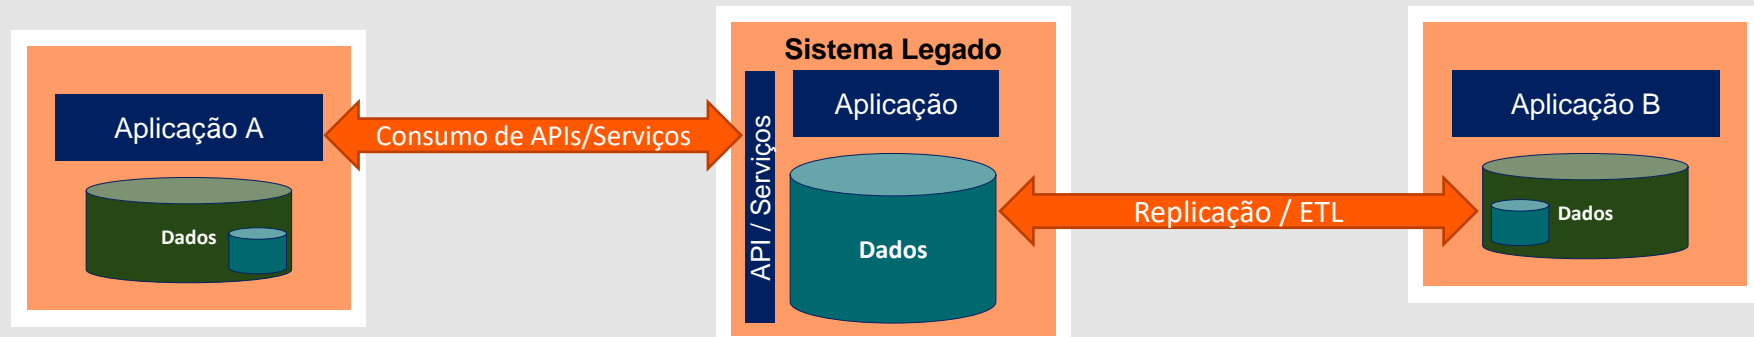 Sistema Legado
Aplicação A
Consumo de APIs/Serviços
API / Serviços
Aplicação
Aplicação B
Dados
Dados
Replicação / ETL
Dados